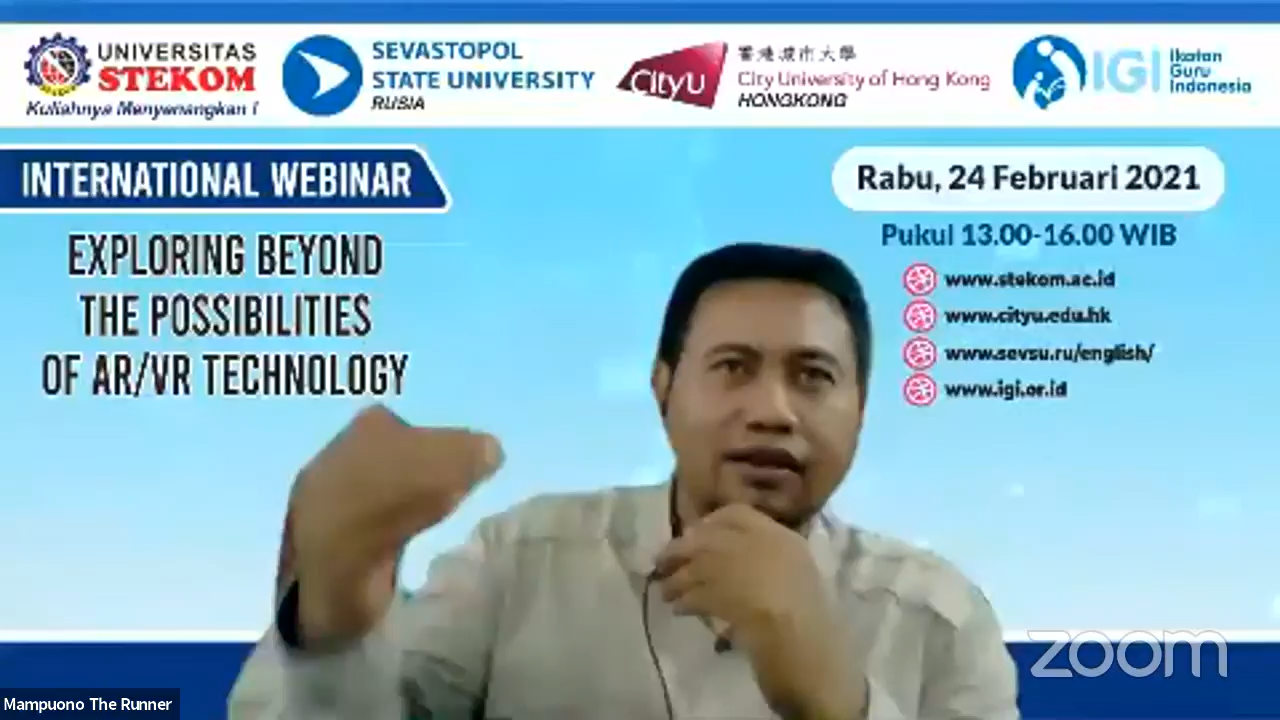 UNIVERSITAS
STEKOM
Kuliahnya Menyenangkan !
SEVASTOPOL
STATE UNIVERSITY
RUSIA
CityU
香港城市大學
City University of Hong Kong
HONGKONG
IGI
Ikatan
Guru
Indonesia
INTERNATIONAL WEBINAR
EXPLORING BEYOND
THE POSSIBILITIES
OF AR/VR TECHNOLOGY
Rabu, 24 Februari 2021
Pukul 13.00-16.00 WIB
www.stekom.ac.id
www.cityu.edu.hk
www.sevsu.ru/english/
www.igi.or.id
zoom
Mampuono The Runner